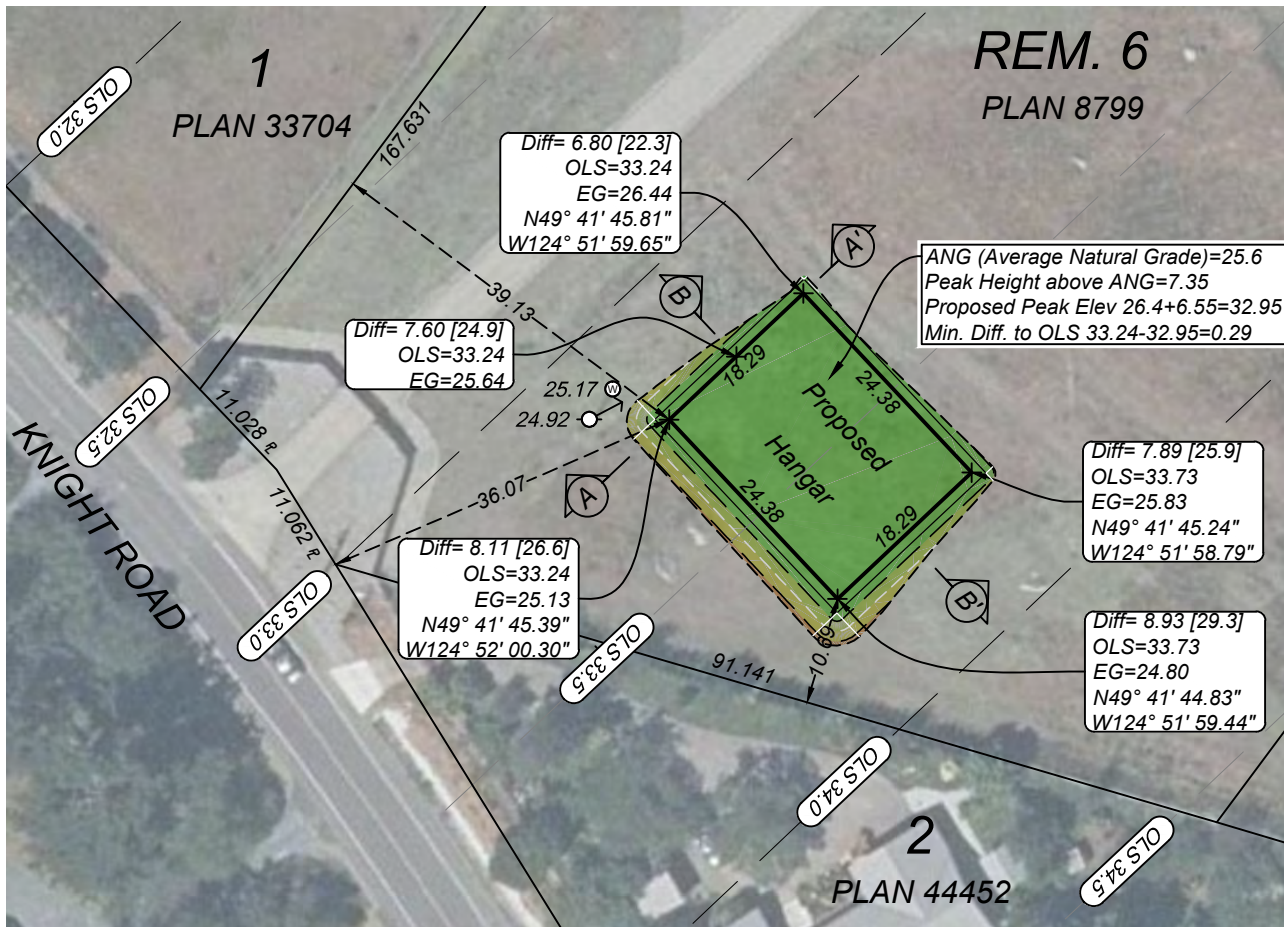 1
PLAN 33704
REM. 6
PLAN 8799
OLS 32.0
167.631
Diff= 6.80 [22.3]
OLS=33.24
EG=26.44
N49° 41' 45.81"
W124° 51' 59.65"
A'
ANG (Average Natural Grade)=25.6
Peak Height above ANG=7.35
Proposed Peak Elev 26.4+6.55=32.95
Min. Diff. to OLS 33.24-32.95=0.29
B
39.13
Diff= 7.60 [24.9]
OLS=33.24
EG=25.64
18.29
24.38
25.17
W
24.92
Proposed
Hangar
OLS 32.5
11.028 ℞
KNIGHT ROAD
Diff= 7.89 [25.9]
OLS=33.73
EG=25.83
N49° 41' 45.24"
W124° 51' 58.79"
36.07
A
24.38
18.29
11.062 ℞
Diff= 8.11 [26.6]
OLS=33.24
EG=25.13
N49° 41' 45.39"
W124° 52' 00.30"
OLS 33.0
B'
Diff= 8.93 [29.3]
OLS=33.73
EG=24.80
N49° 41' 44.83"
W124° 51' 59.44"
OLS 33.5
91.141
10.69
OLS 34.0
2
PLAN 44452
OLS 34.5